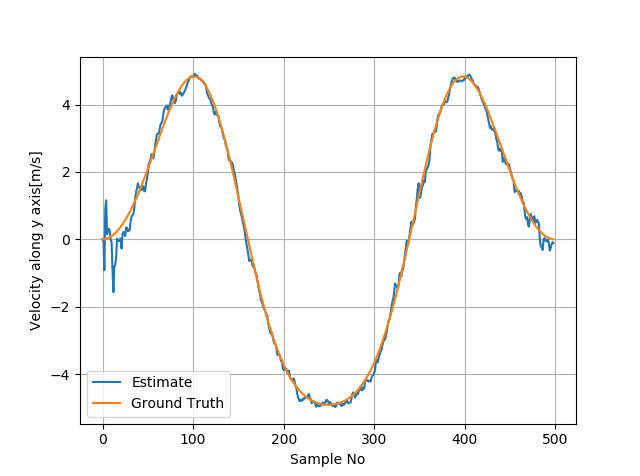 4
2
0
−2
−4
Velocity along y axis[m/s]
Estimate
Ground Truth
0 100 200 300 400 500
Sample No